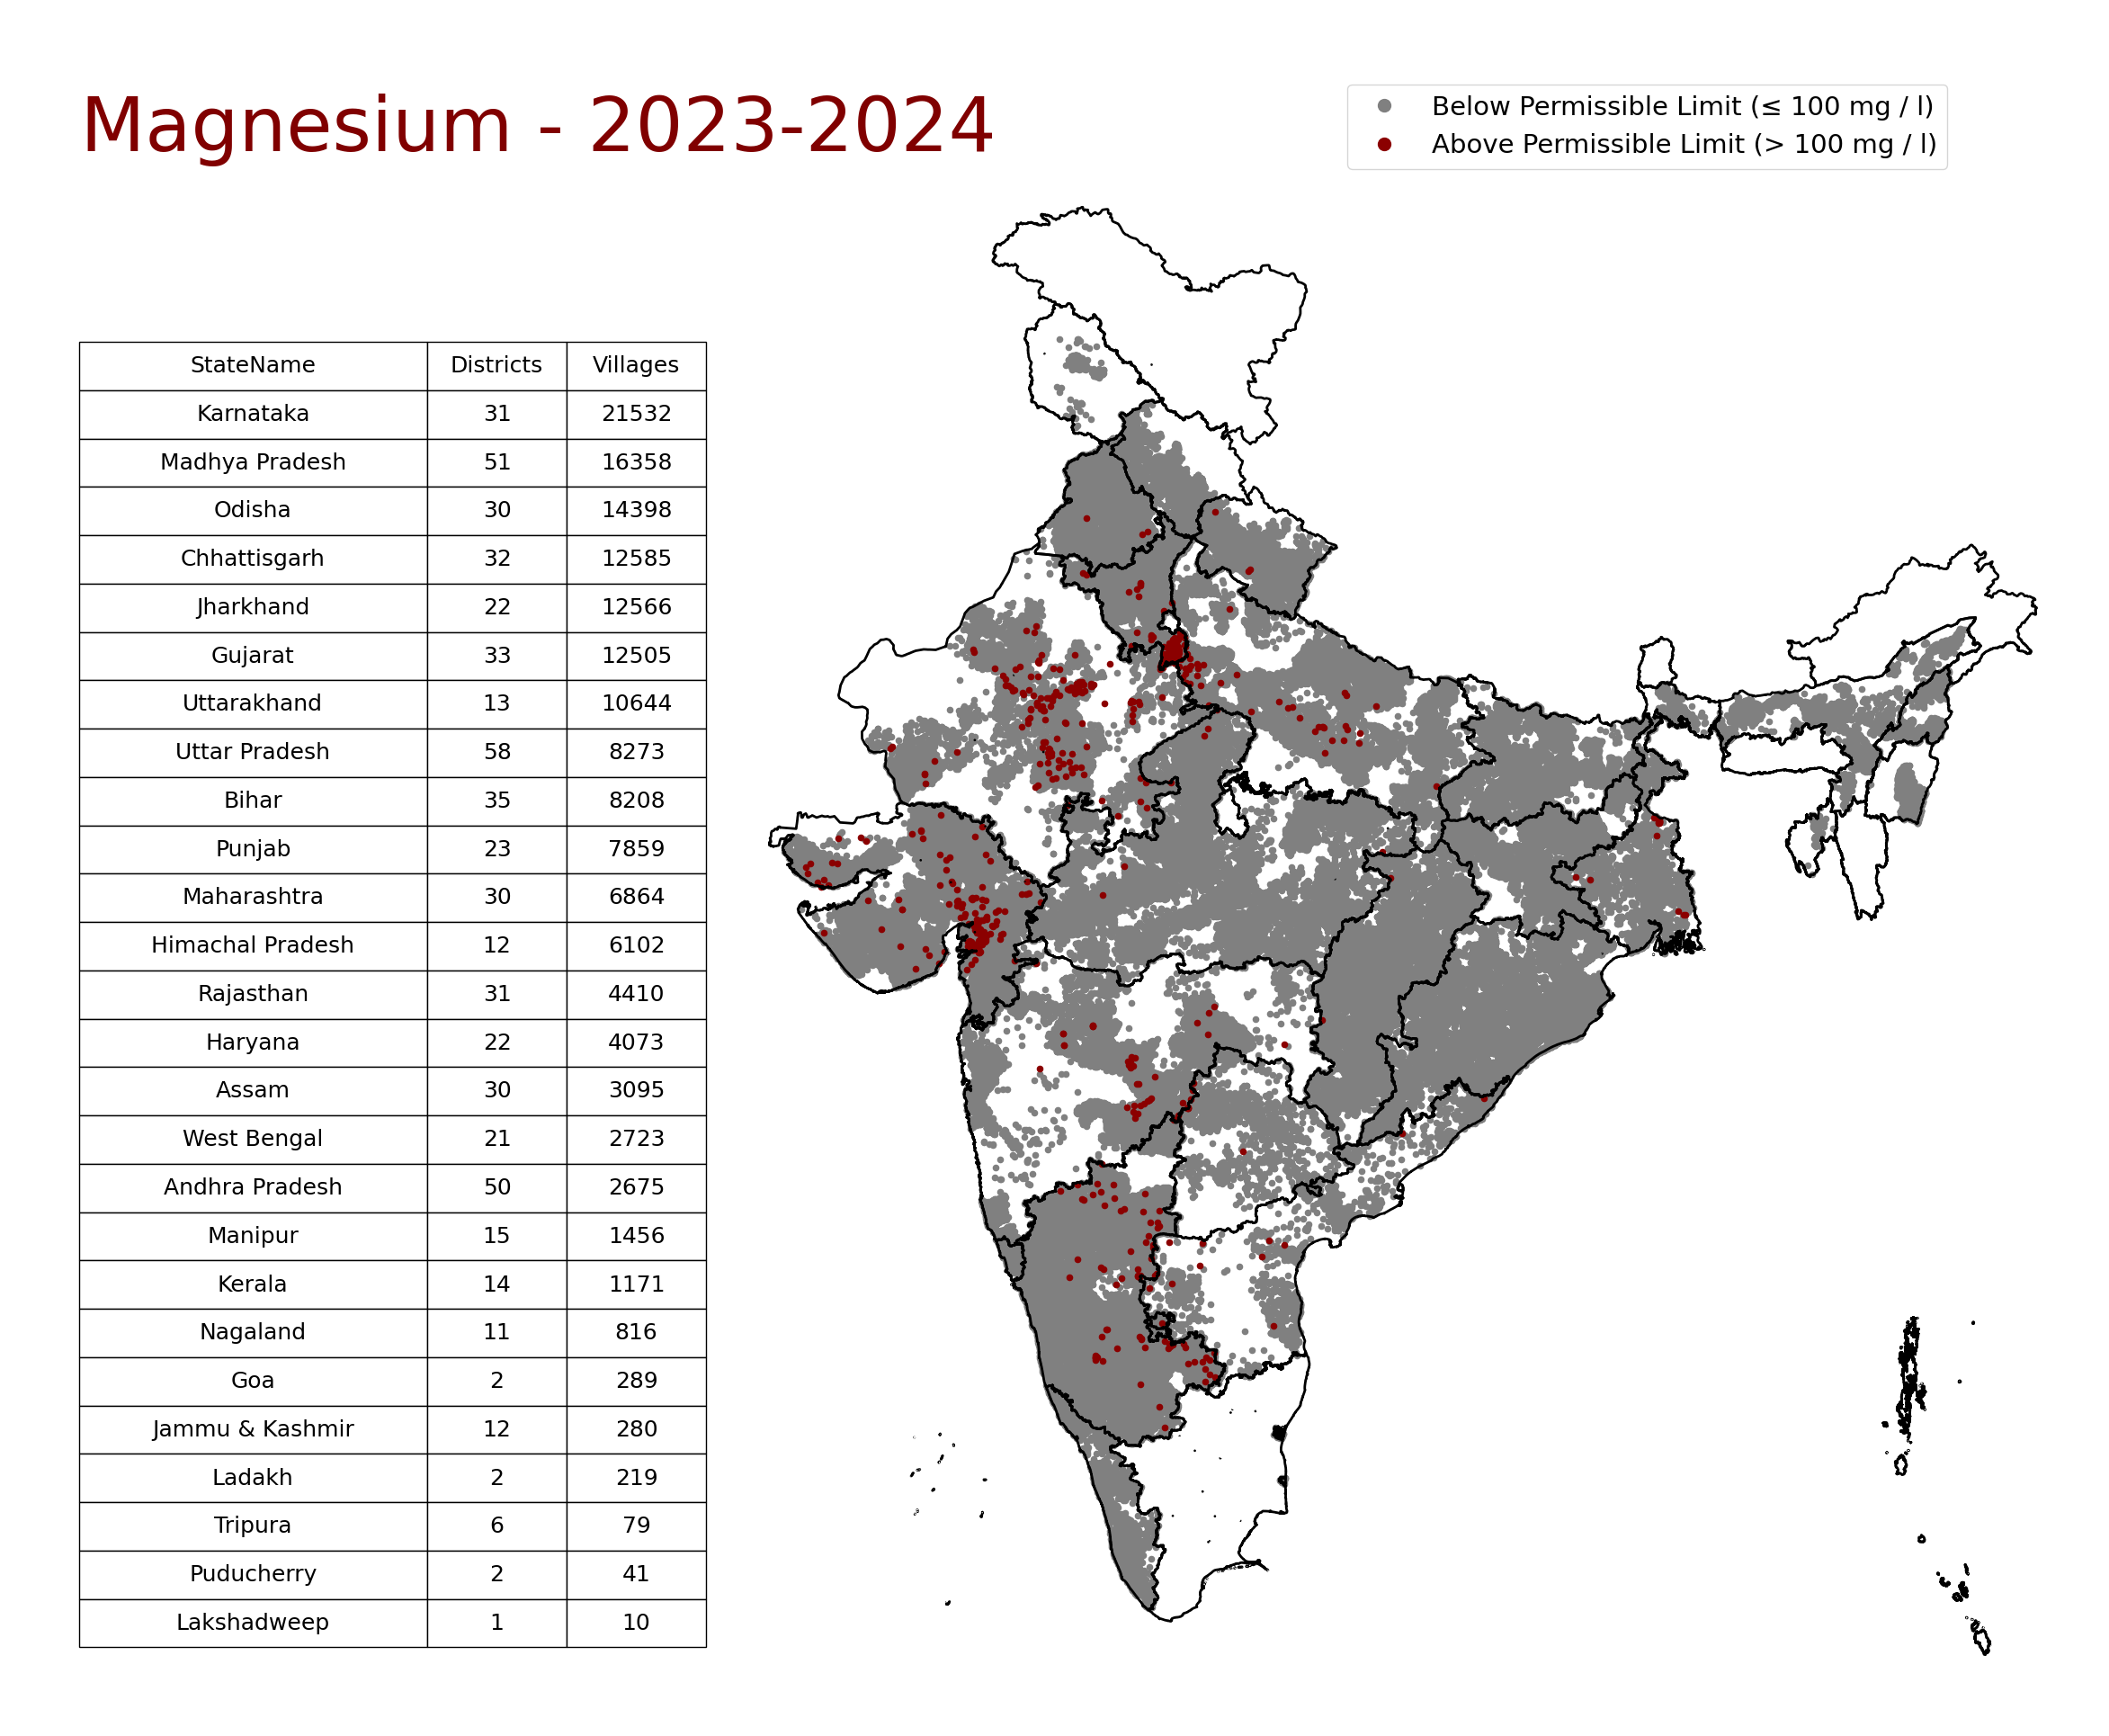 Magnesium - 2023-2024
Below Permissible Limit (≤ 100 mg / l)
Above Permissible Limit (> 100 mg / l)
StateName Districts Villages
Karnataka 31 21532
Madhya Pradesh 51 16358
Odisha 30 14398
Chhattisgarh 32 12585
Jharkhand 22 12566
Gujarat 33 12505
Uttarakhand 13 10644
Uttar Pradesh 58 8273
Bihar 35 8208
Punjab 23 7859
Maharashtra 30 6864
Himachal Pradesh 12 6102
Rajasthan 31 4410
Haryana 22 4073
Assam 30 3095
West Bengal 21 2723
Andhra Pradesh 50 2675
Manipur 15 1456
Kerala 14 1171
Nagaland 11 816
Goa 2 289
Jammu & Kashmir 12 280
Ladakh 2 219
Tripura 6 79
Puducherry 2 41
Lakshadweep 1 10